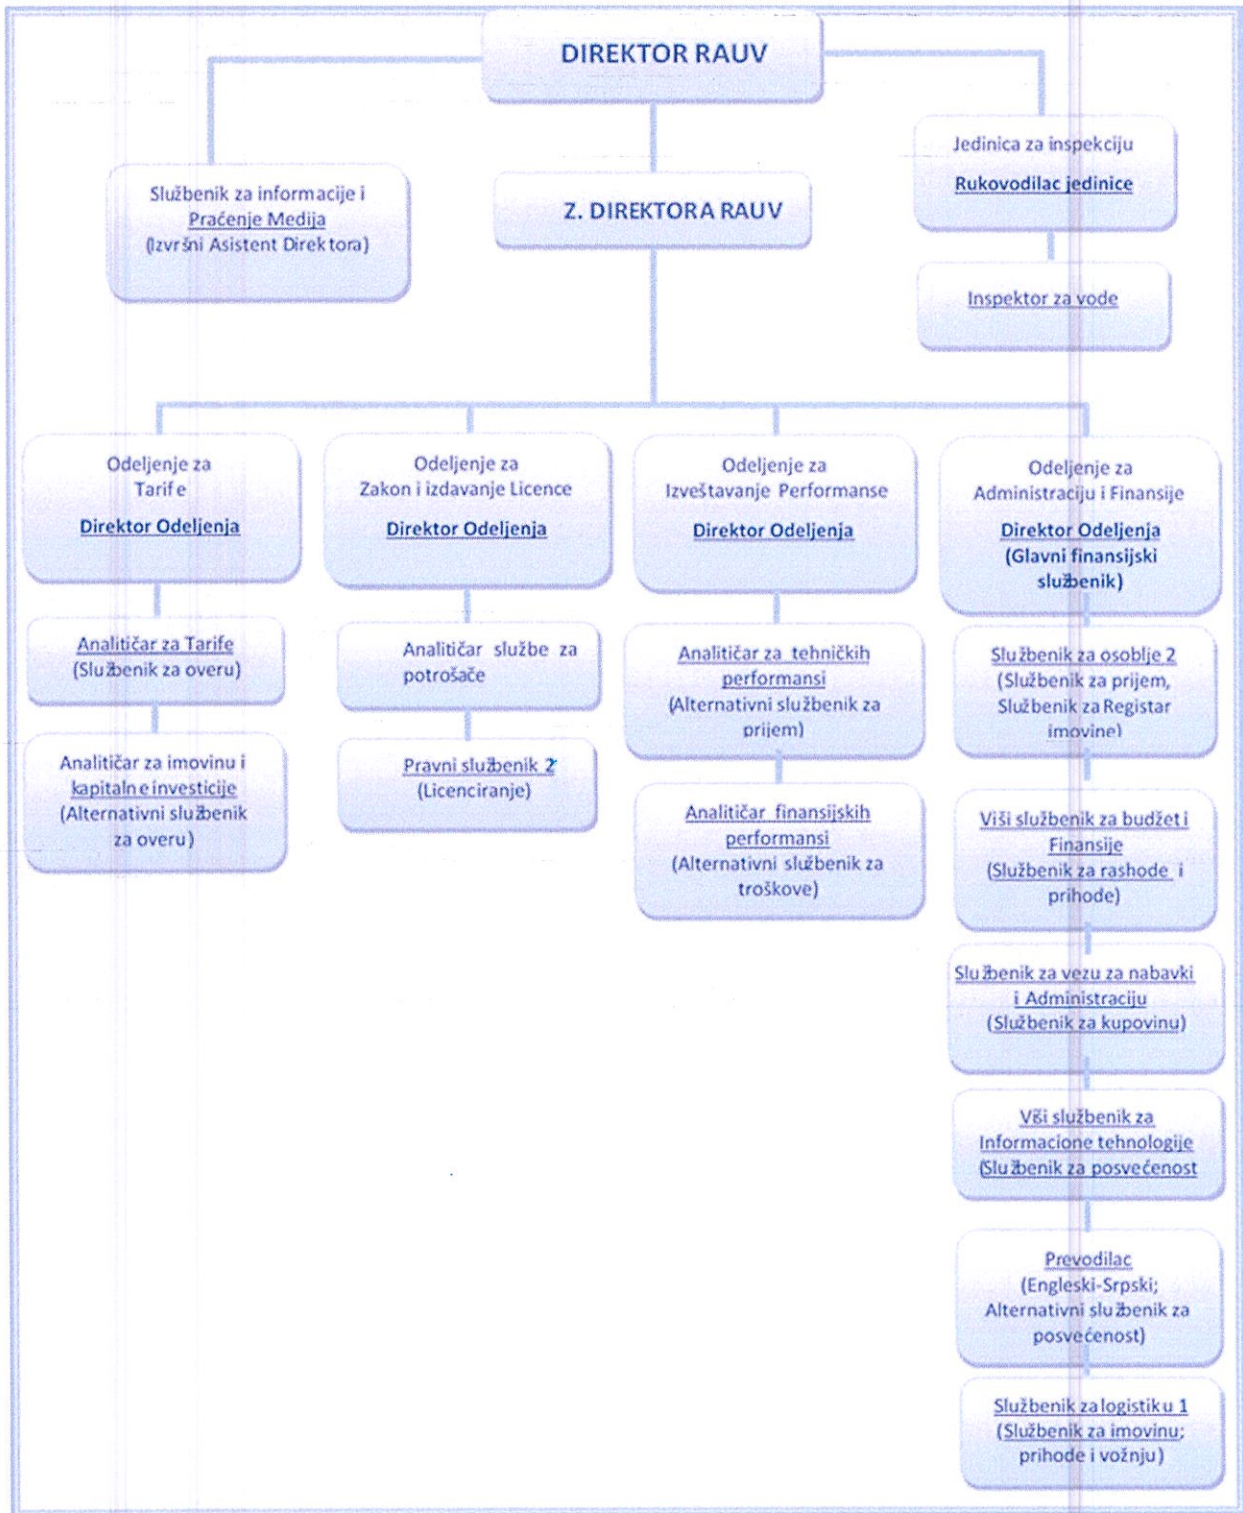 DIREKTOR RAUV
Službenik za informacije i
Praćenje Medija
(Izvršni Asistent Direktora)
Z. DIREKTORA RAUV
Jedinica za inspekciju
Rukovodilac jedinice
Inspektor za vode
Odeljenje za
Tarife
Direktor Odeljenja
Analitičar za Tarife
(Službenik za overu)
Analitičar za imovinu i
kapitalne investicije
(Alternativni službenik
za overu)
Odeljenje za
Zakon i izdavanje Licence
Direktor Odeljenja
Analitičar službe za
potrošače
Pravni službenik 2
(Licenciranje)
Odeljenje za
Izveštavanje Performanse
Direktor Odeljenja
Analitičar za tehničkih
performansi
(Alternativni službenik za
prijem)
Analitičar finansijskih
performansi
(Alternativni službenik za
troškove)
Odeljenje za
Administraciju i Finansije
Direktor Odeljenja
(Glavni finansijski
službenik)
Službenik za osoblje 2
(Službenik za prijem,
Službenik za Registar
imovine)
Viši službenik za budžet i
Finansije
(Službenik za rashode i
prihode)
Službenik za vezu za nabavki
i Administraciju
(Službenik za kupovinu)
Vši službenik za
Informacione tehnologije
(Službenik za posvećenost
Prevodilac
(Engleski-Srpski;
Alternativni službenik za
posvećenost)
Službenik za logistiku 1
(Službenik za imovinu;
prihode i vožnju)